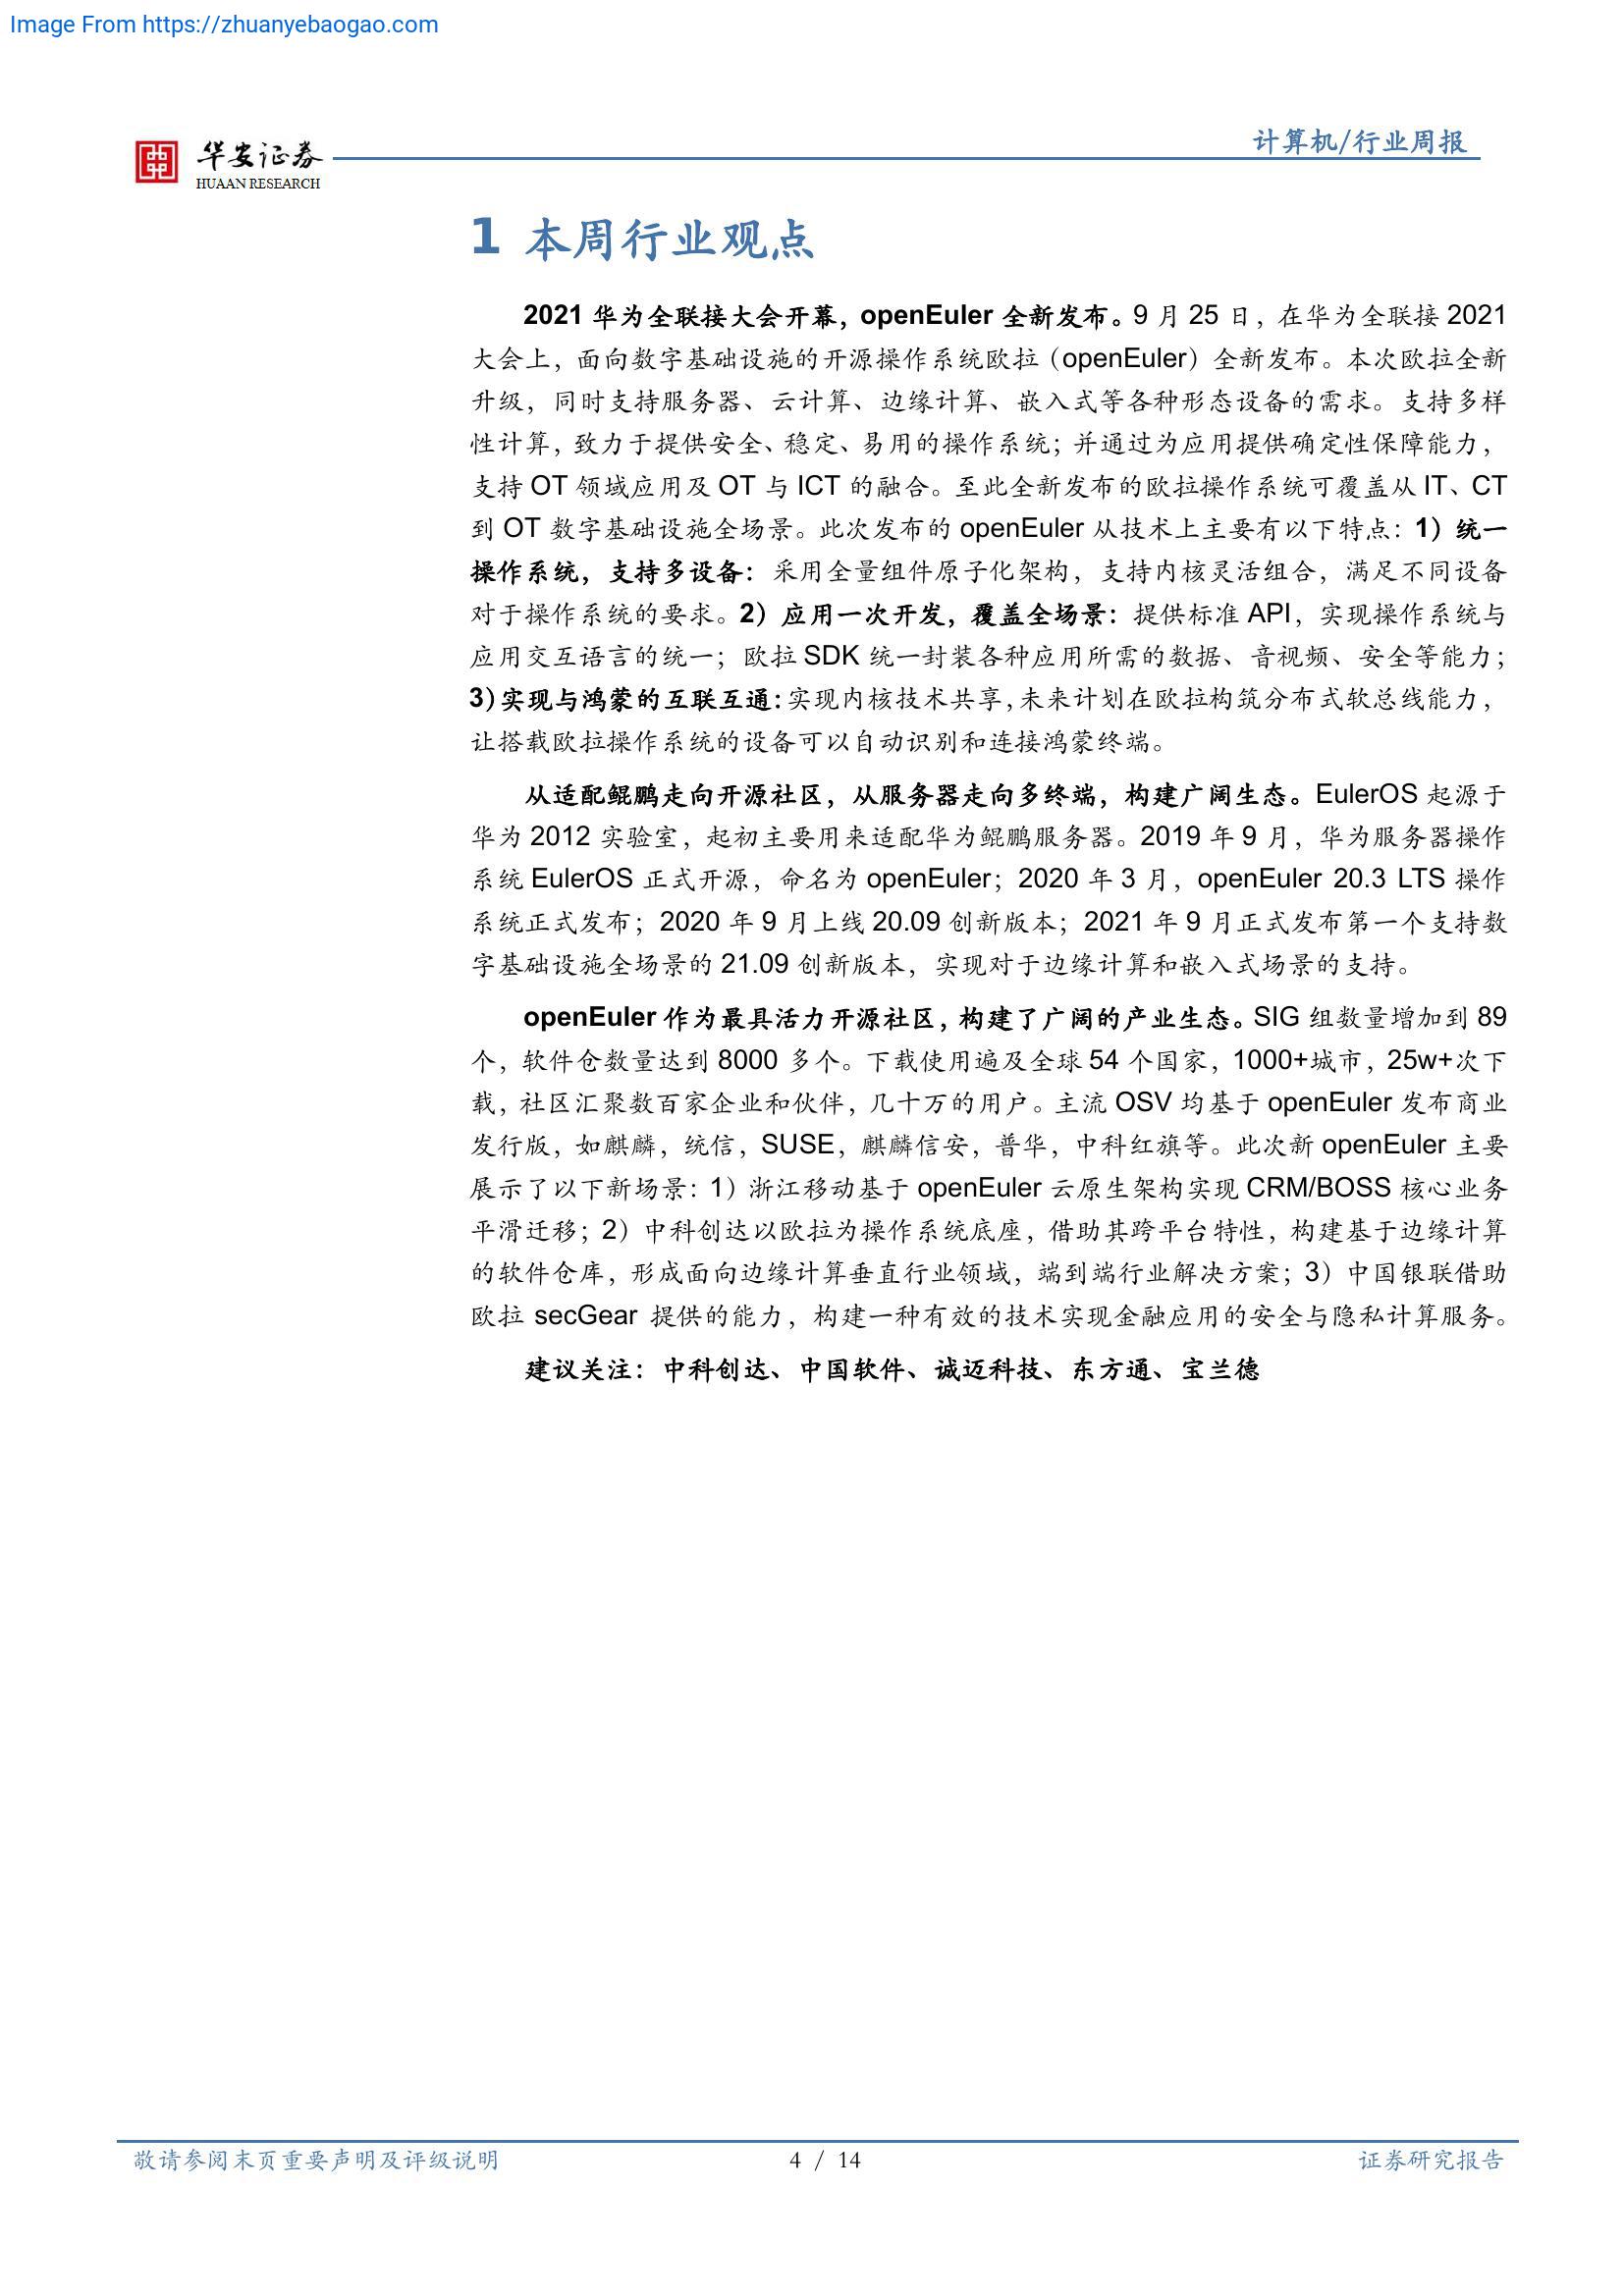 Image From https://zhuanyebaogao.com
华安证券
HUAAN RESEARCH
计算机/行业周报
1 本周行业观点
2021 华为全联接大会开幕，openEuler 全新发布。9 月 25 日，在华为全联接 2021
大会上，面向数字基础设施的开源操作系统欧拉（openEuler）全新发布。本次欧拉全新
升级，同时支持服务器、云计算、边缘计算、嵌入式等各种形态设备的需求。支持多样
性计算，致力于提供安全、稳定、易用的操作系统；并通过为应用提供确定性保障能力，
支持 OT 领域应用及 OT 与 ICT 的融合。至此全新发布的欧拉操作系统可覆盖从 IT、CT
到 OT 数字基础设施全场景。此次发布的 openEuler 从技术上主要有以下特点：1）统一
操作系统，支持多设备：采用全量组件原子化架构，支持内核灵活组合，满足不同设备
对于操作系统的要求。2）应用一次开发，覆盖全场景：提供标准 API，实现操作系统与
应用交互语言的统一；欧拉 SDK 统一封装各种应用所需的数据、音视频、安全等能力；
3)实现与鸿蒙的互联互通：实现内核技术共享，未来计划在欧拉构筑分布式软总线能力，
让搭载欧拉操作系统的设备可以自动识别和连接鸿蒙终端。
从适配鲲鹏走向开源社区，从服务器走向多终端，构建广阔生态。EulerOS 起源于
华为 2012 实验室，起初主要用来适配华为鲲鹏服务器。2019 年 9 月，华为服务器操作
系统 EulerOS 正式开源，命名为 openEuler；2020 年 3 月，openEuler 20.3 LTS 操作
系统正式发布；2020 年 9 月上线 20.09 创新版本；2021 年 9 月正式发布第一个支持数
字基础设施全场景的 21.09 创新版本，实现对于边缘计算和嵌入式场景的支持。
openEuler 作为最具活力开源社区，构建了广阔的产业生态。SIG 组数量增加到 89
个，软件仓数量达到 8000 多个。下载使用遍及全球 54 个国家，1000+城市，25w+次下
载，社区汇聚数百家企业和伙伴，几十万的用户。主流 OSV 均基于 openEuler 发布商业
发行版，如麒麟，统信，SUSE，麒麟信安，普华，中科红旗等。此次新 openEuler 主要
展示了以下新场景：1）浙江移动基于 openEuler 云原生架构实现 CRM/BOSS 核心业务
平滑迁移；2）中科创达以欧拉为操作系统底座，借助其跨平台特性，构建基于边缘计算
的软件仓库，形成面向边缘计算垂直行业领域，端到端行业解决方案；3）中国银联借助
欧拉 secGear 提供的能力，构建一种有效的技术实现金融应用的安全与隐私计算服务。
建议关注：中科创达、中国软件、诚迈科技、东方通、宝兰德
敬请参阅末页重要声明及评级说明
4 / 14
证券研究报告